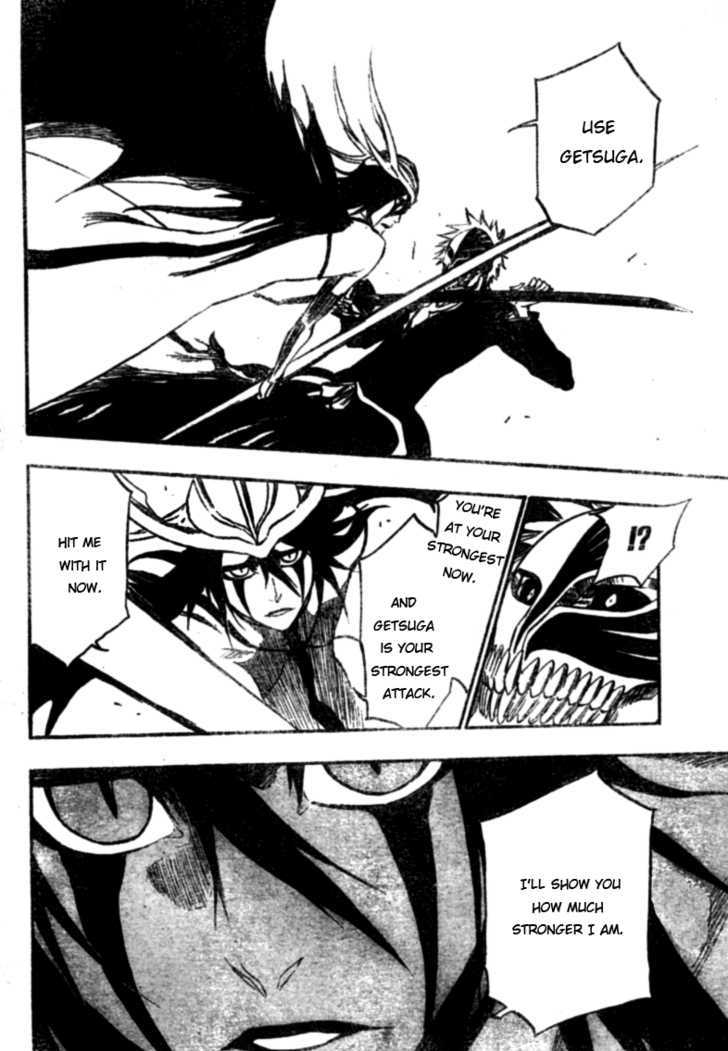 USE
GETSUGA.
!?
YOU'RE
AT YOUR
STRONGEST
NOW.
AND
GETSUGA
IS YOUR
STRONGEST
ATTACK.
HIT ME
WITH IT
NOW.
I'LL SHOW YOU
HOW MUCH
STRONGER I AM.